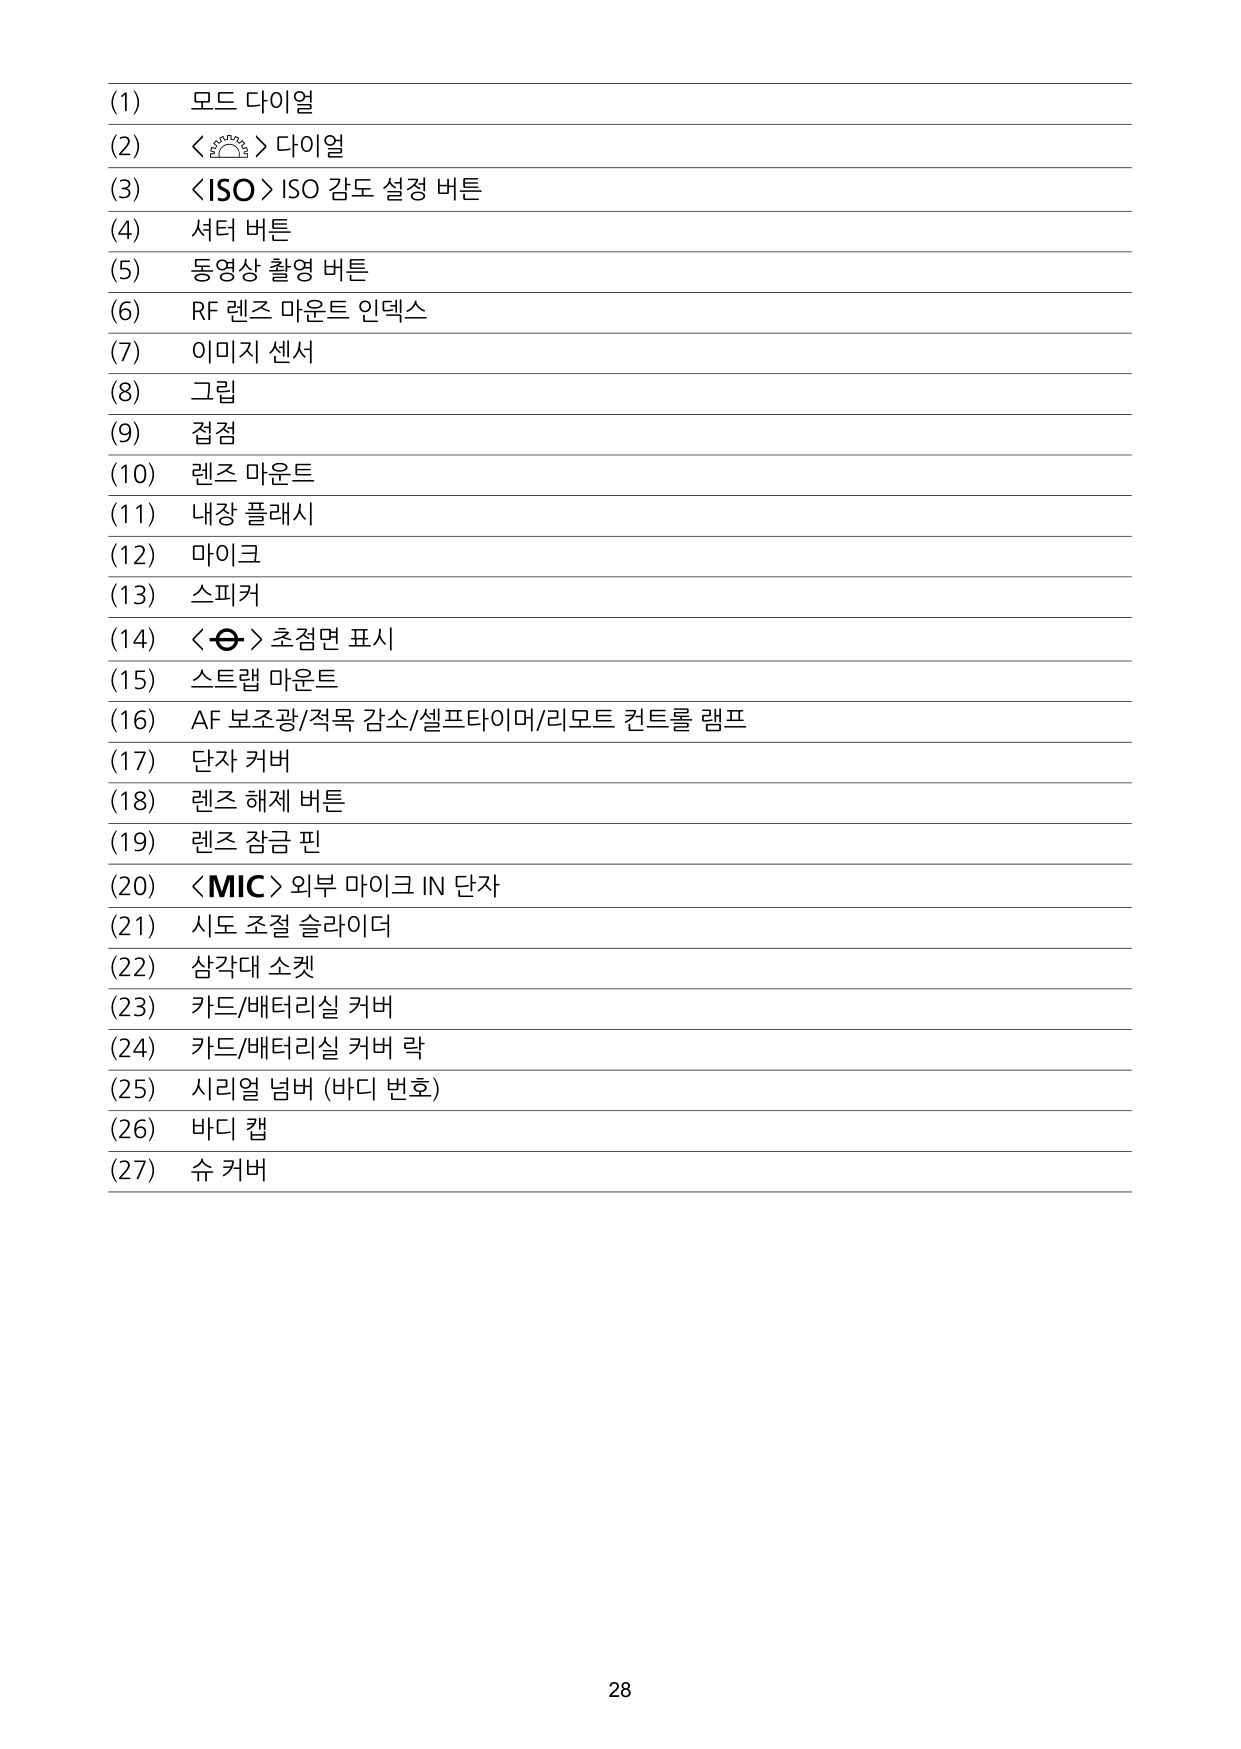 (1) 모드 다이얼
(2) < > 다이얼
(3) <ISO> ISO 감도 설정 버튼
(4) 셔터 버튼
(5) 동영상 촬영 버튼
(6) RF 렌즈 마운트 인덱스
(7) 이미지 센서
(8) 그립
(9) 접점
(10) 렌즈 마운트
(11) 내장 플래시
(12) 마이크
(13) 스피커
(14) < > 초점면 표시
(15) 스트랩 마운트
(16) AF 보조광/적목 감소/셀프타이머/리모트 컨트롤 램프
(17) 단자 커버
(18) 렌즈 해제 버튼
(19) 렌즈 잠금 핀
(20) <MIC> 외부 마이크 IN 단자
(21) 시도 조절 슬라이더
(22) 삼각대 소켓
(23) 카드/배터리실 커버
(24) 카드/배터리실 커버 락
(25) 시리얼 넘버 (바디 번호)
(26) 바디 캡
(27) 슈 커버
28